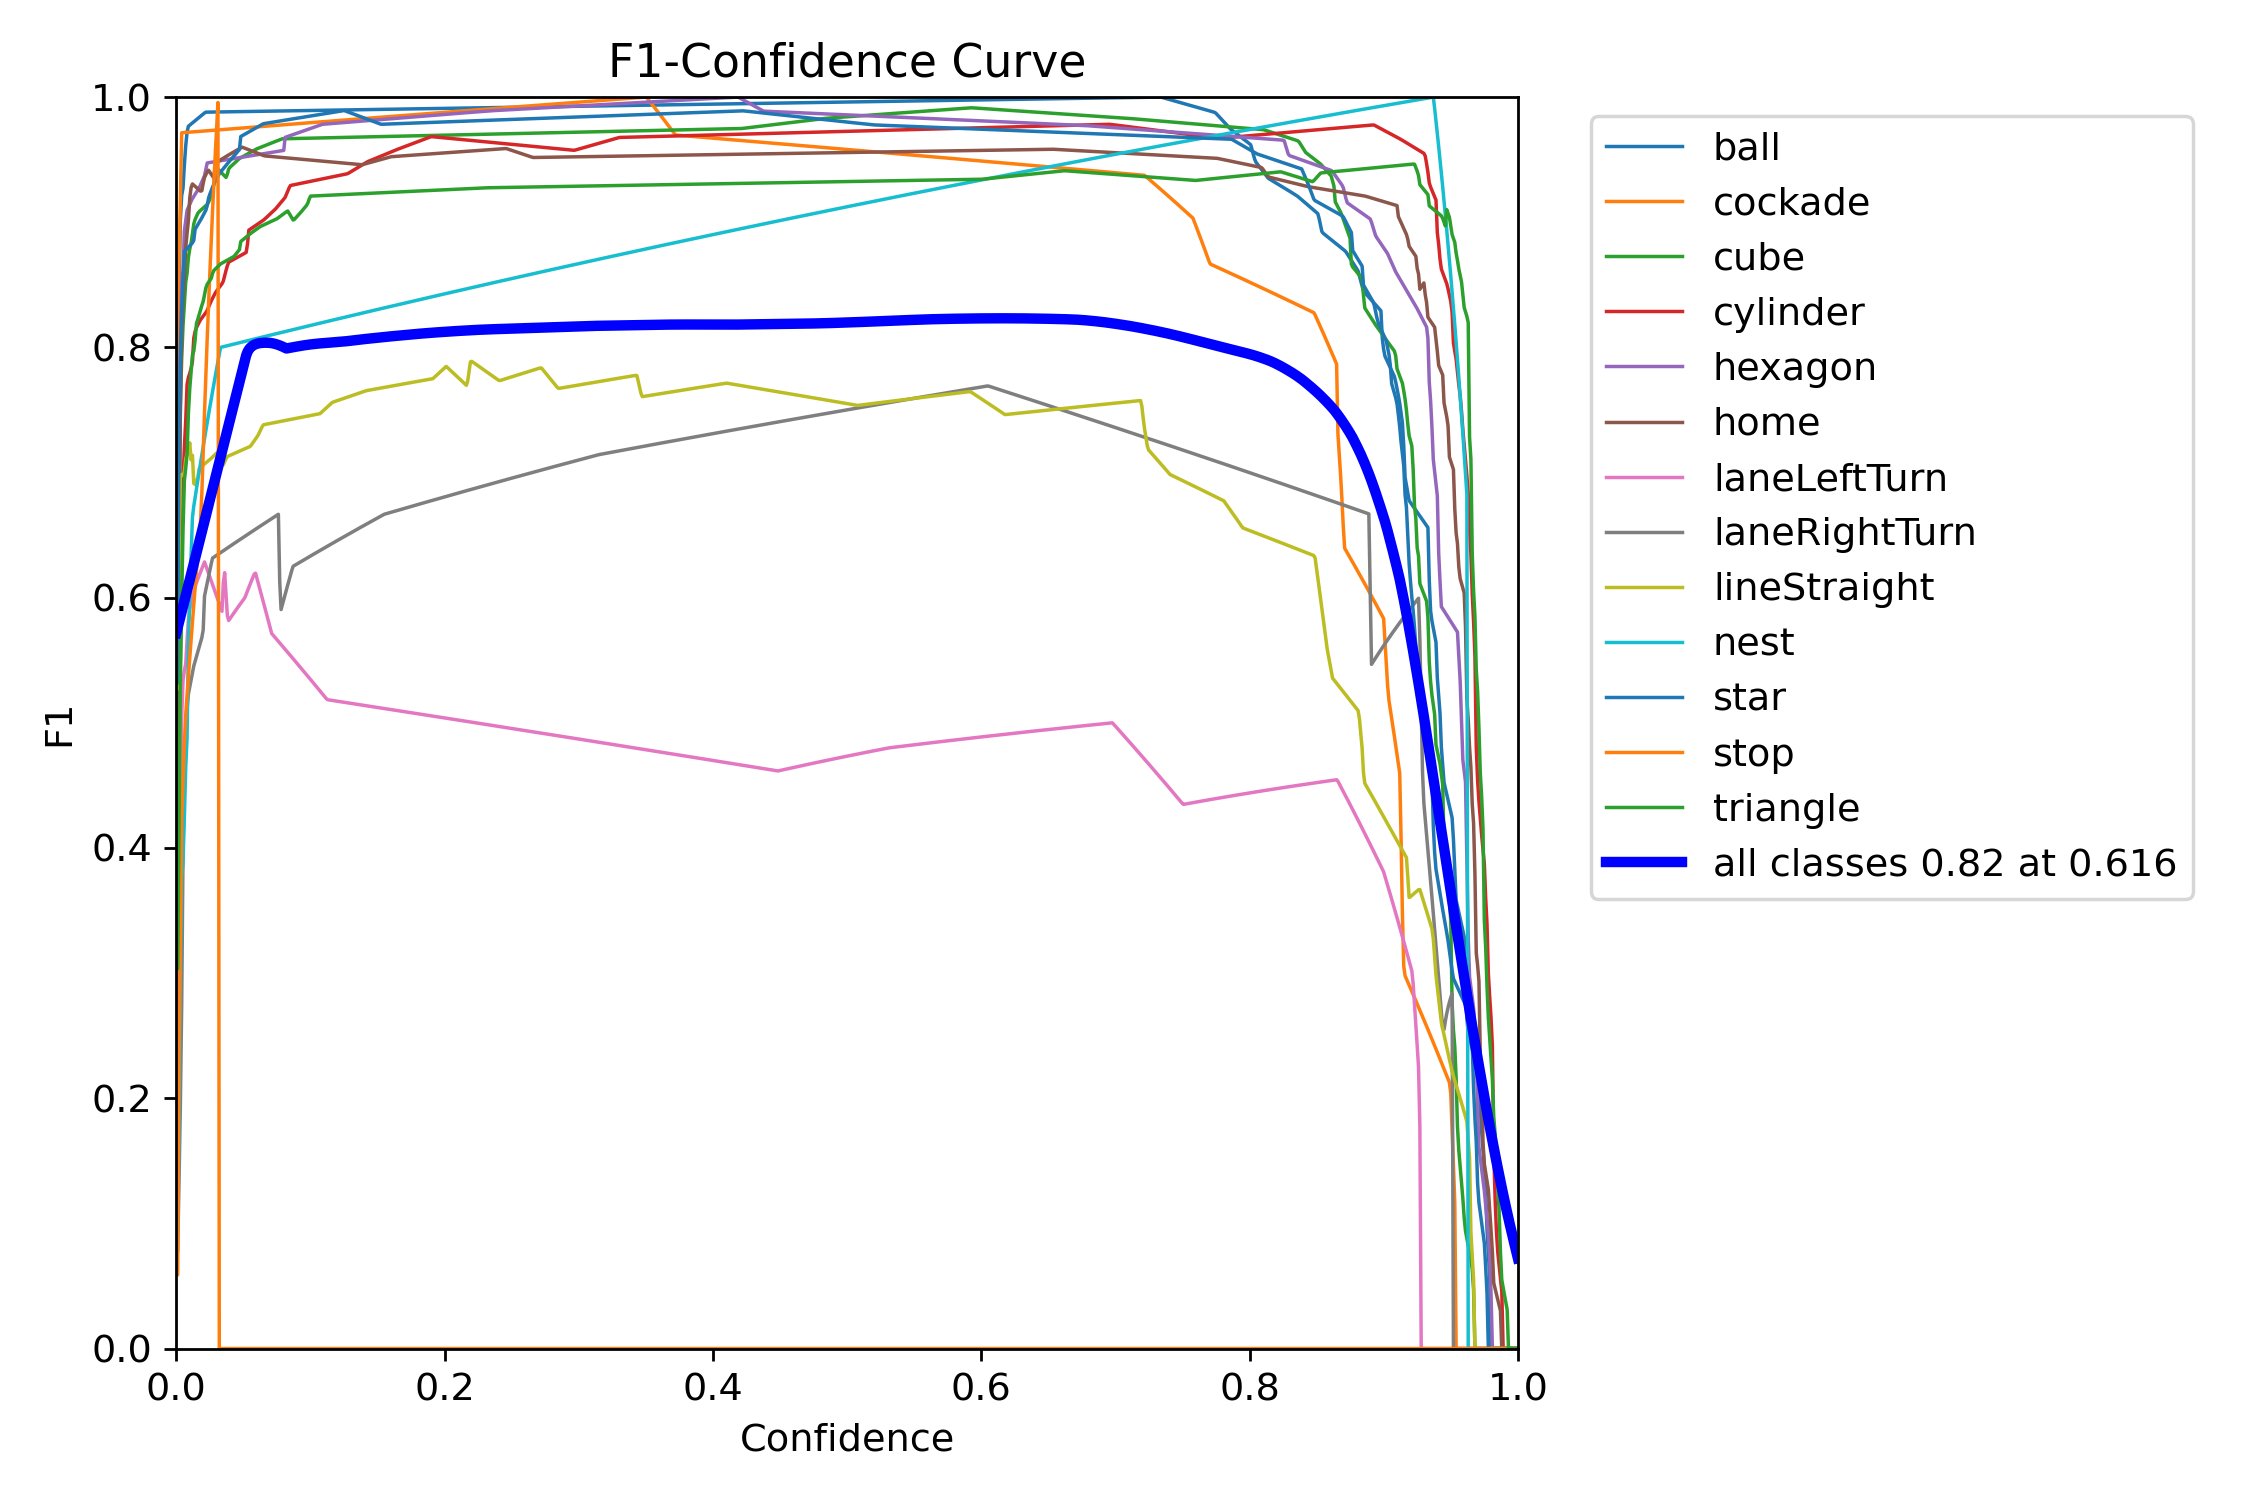 F1-Confidence Curve
1.0
0.8
0.6
0.4
0.2
0.0
F1
0.0 0.2 0.4 0.6 0.8 1.0
Confidence
ball
cockade
cube
cylinder
hexagon
home
laneLeftTurn
laneRightTurn
lineStraight
nest
star
stop
triangle
all classes 0.82 at 0.616